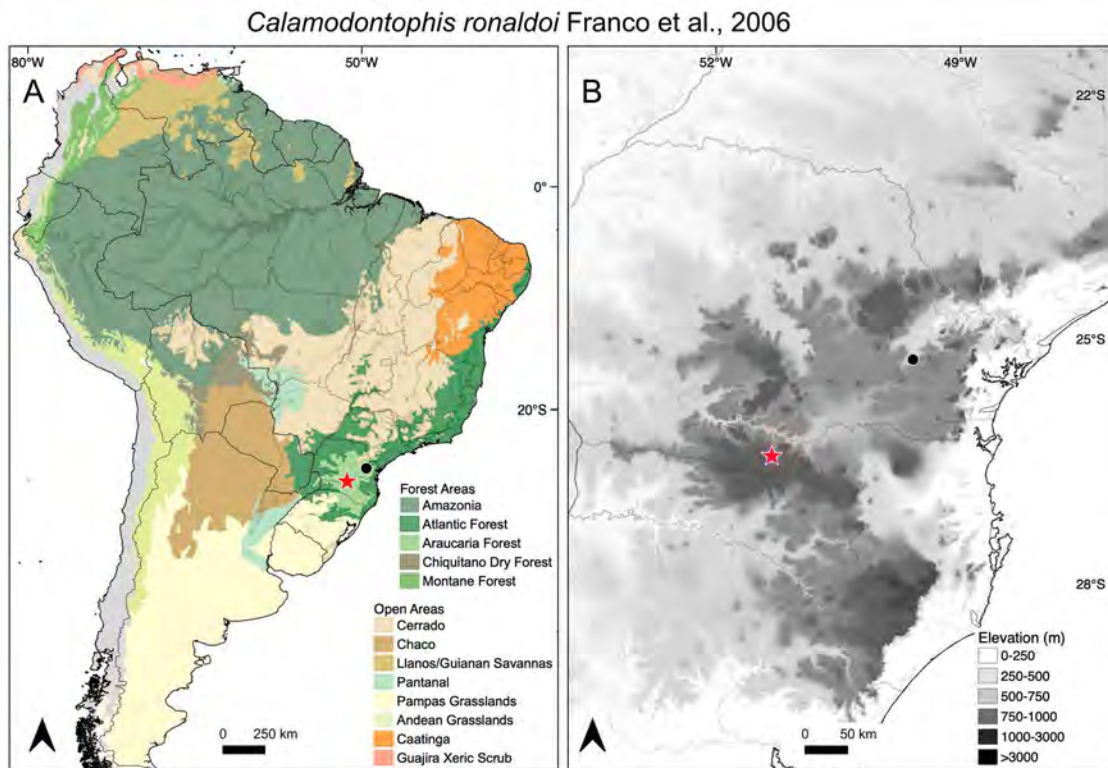 Calamodontophis ronaldoi Franco et al., 2006
80°W
50°W
A
0°
20°S
Forest Areas
Amazonia
Atlantic Forest
Araucaria Forest
Chiquitano Dry Forest
Montane Forest
Open Areas
Cerrado
Chaco
Llanos/Guianan Savannas
Pantanal
Pampas Grasslands
Andean Grasslands
Caatinga
Guajira Xeric Scrub
0 250 km
52°W
49°W
B
22°S
25°S
28°S
Elevation (m)
0-250
250-500
500-750
750-1000
1000-3000
>3000
0 50 km